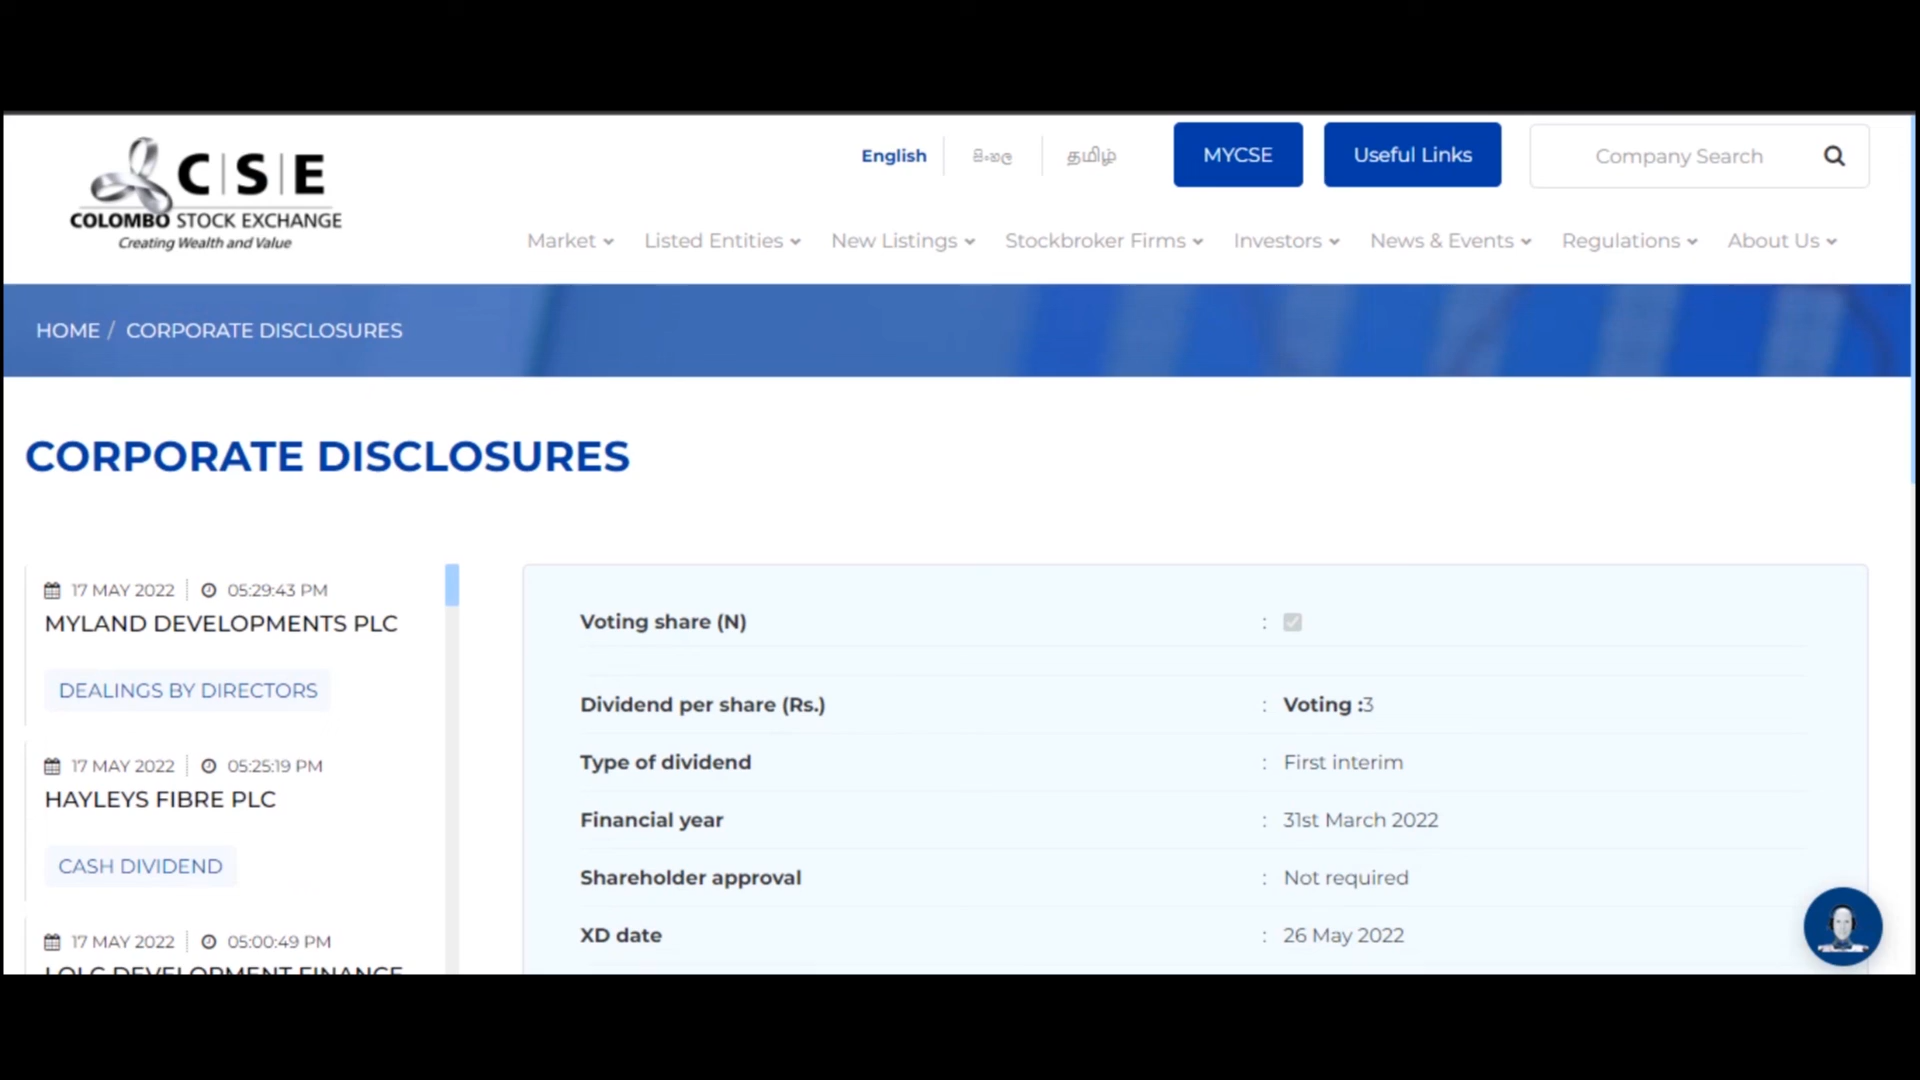 C|S|E
COLOMBO STOCK EXCHANGE
Creating Wealth and Value
English
සිංහල
தமிழ்
MYCSE
Useful Links
Company Search
Market
Listed Entities
New Listings
Stockbroker Firms
Investors
News & Events
Regulations
About Us
HOME / CORPORATE DISCLOSURES
CORPORATE DISCLOSURES
17 MAY 2022 05:29:43 PM
MYLAND DEVELOPMENTS PLC
DEALINGS BY DIRECTORS
17 MAY 2022 05:25:19 PM
HAYLEYS FIBRE PLC
CASH DIVIDEND
17 MAY 2022 05:00:49 PM
LOLC DEVELOPMENT FINANCE
Voting share (N) :
Dividend per share (Rs.) : Voting :3
Type of dividend : First interim
Financial year : 31st March 2022
Shareholder approval : Not required
XD date : 26 May 2022